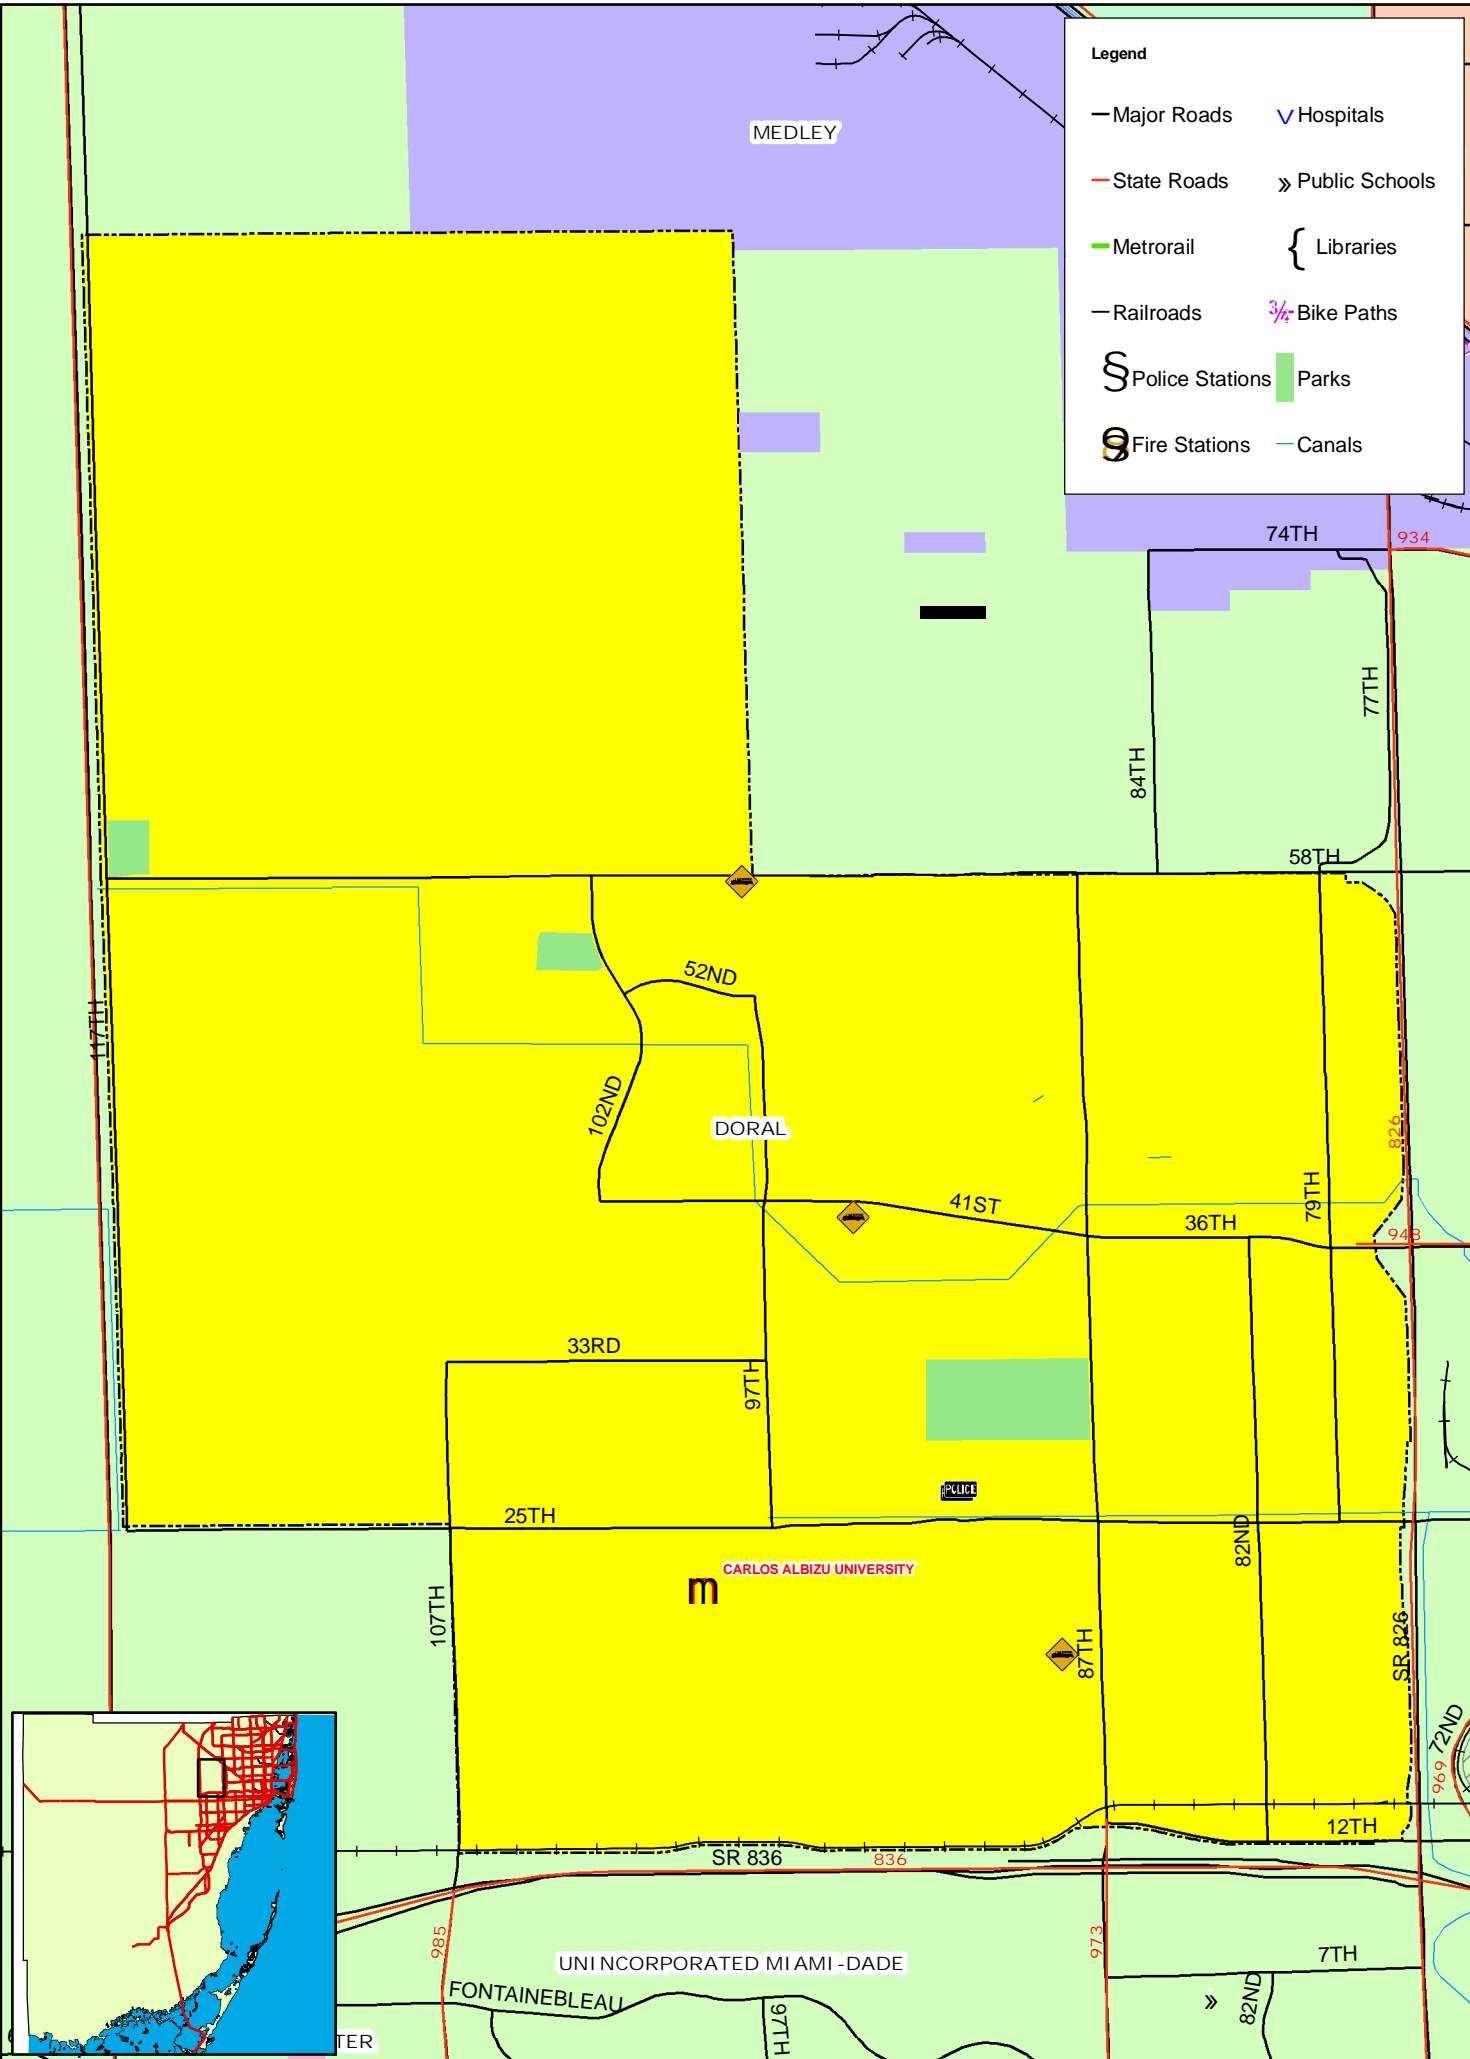 MEDLEY
Legend
Major Roads
Hospitals
State Roads
» Public Schools
Metrorail
{ Libraries
Railroads
Bike Paths
§ Police Stations
Parks
Fire Stations
Canals
74TH
934
77TH
84TH
58TH
52ND
117TH
102ND
DORAL
826
41ST
79TH
36TH
948
33RD
97TH
POLICE
25TH
82ND
CARLOS ALBIZU UNIVERSITY
m
107TH
87TH
SR 826
72ND
969
12TH
SR 836
836
985
973
UNINCORPORATED MIAMI-DADE
7TH
FONTAINEBLEAU
97TH
»
82ND
TER